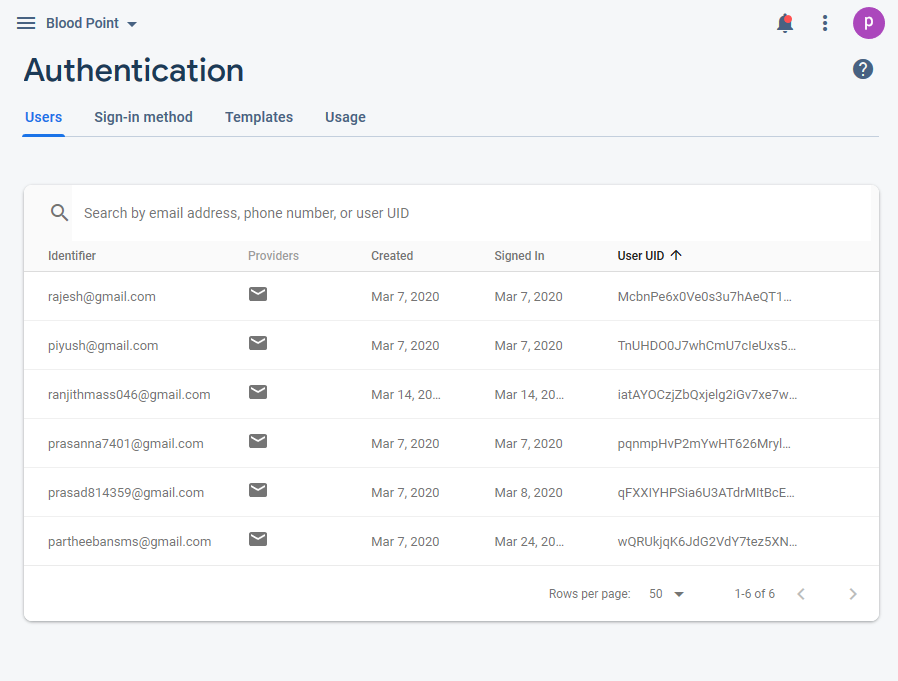 Blood Point
p
Authentication
?
Users Sign-in method Templates Usage
Search by email address, phone number, or user UID
Identifier Providers Created Signed In User UID
rajesh@gmail.com Mar 7, 2020 Mar 7, 2020 McbnPe6x0Ve0s3u7hAeQT1...
piyush@gmail.com Mar 7, 2020 Mar 7, 2020 TnUHDO0J7whCmU7cIeUxs5...
ranjithmass046@gmail.com Mar 14, 20... Mar 14, 20... iatAYOCzjZbQxjelg2iGv7xe7w...
prasanna7401@gmail.com Mar 7, 2020 Mar 7, 2020 pqnmpHvP2mYwHT626Mryl...
prasad814359@gmail.com Mar 7, 2020 Mar 8, 2020 qFXXIYHPSia6U3ATdrMItBcE...
partheebansms@gmail.com Mar 7, 2020 Mar 24, 20... wQRUkjqK6JdG2VdY7tez5XN...
Rows per page: 50 1-6 of 6